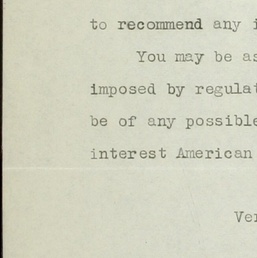 to recommend any i
You may be as
imposed by regulat
be of any possible
interest American
Ver